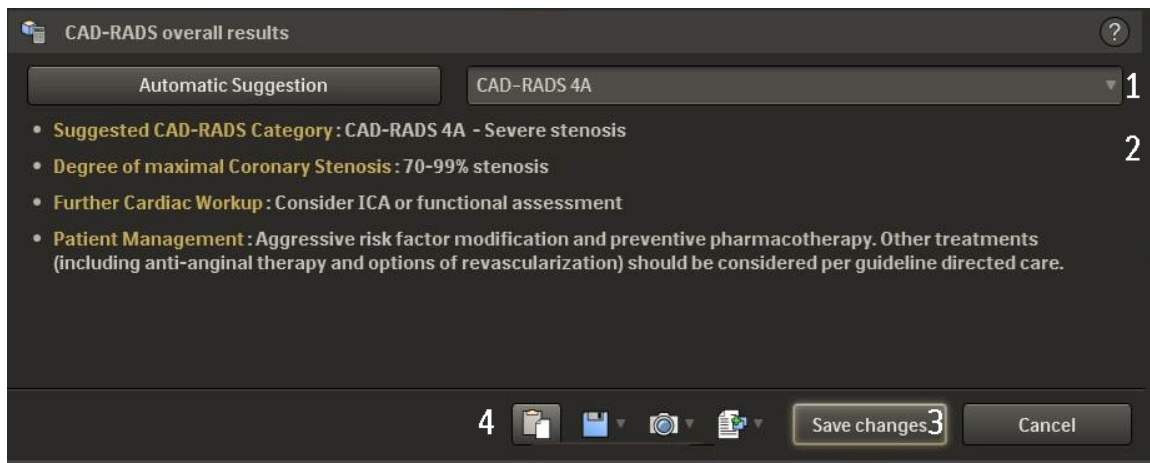 CAD-RADS overall results ?
Automatic Suggestion CAD-RADS 4A 1
• Suggested CAD-RADS Category : CAD-RADS 4A - Severe stenosis 2
• Degree of maximal Coronary Stenosis : 70-99% stenosis
• Further Cardiac Workup : Consider ICA or functional assessment
• Patient Management : Aggressive risk factor modification and preventive pharmacotherapy. Other treatments
(including anti-anginal therapy and options of revascularization) should be considered per guideline directed care.
4 Save changes 3 Cancel